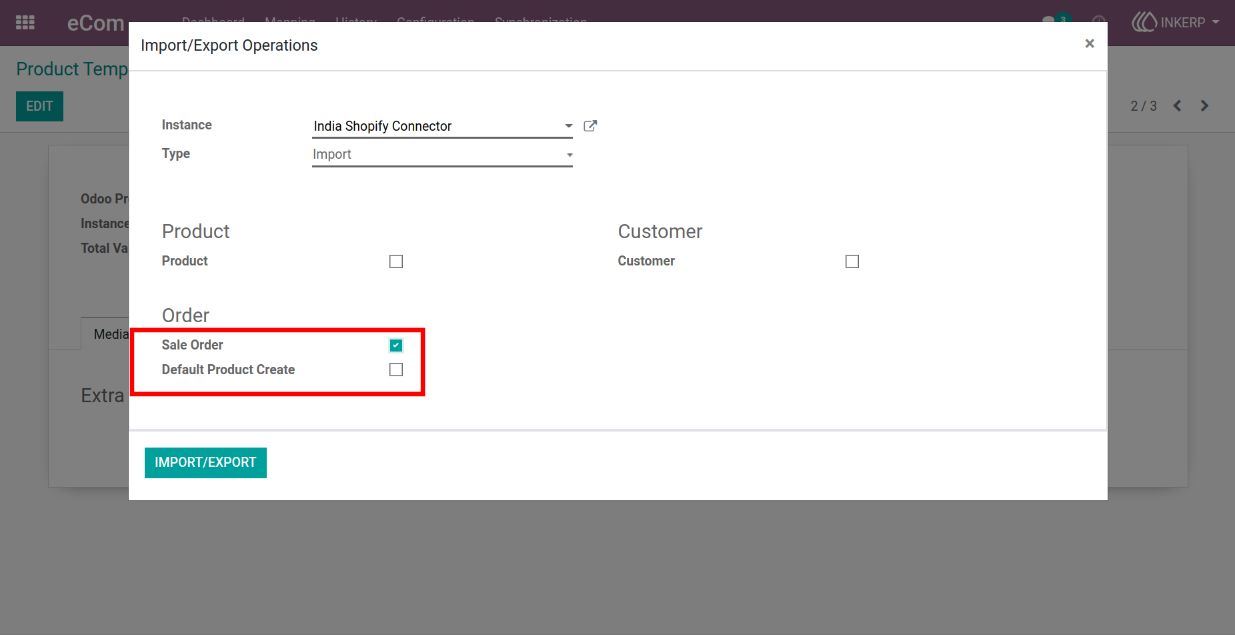 eCom Dashboard Mapping History Configuration Synchronization 3 INKERP
Import/Export Operations ×
Product Temp
EDIT
2 / 3
Instance India Shopify Connector
Type Import
Odoo Pr
Instance
Total Va
Product Customer
Product Customer
Order
Media
Sale Order
Default Product Create
Extra
IMPORT/EXPORT